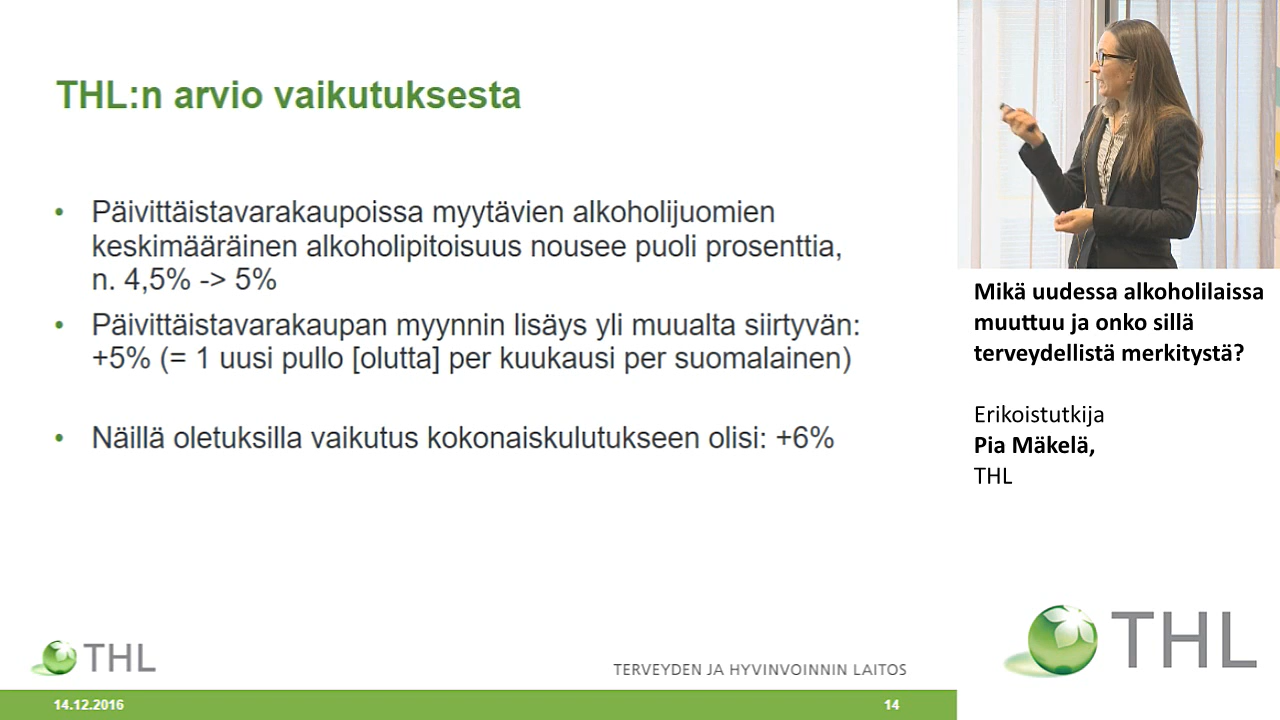 THL:n arvio vaikutuksesta
• Päivittäistavarakaupoissa myytävien alkoholijuomien
keskimääräinen alkoholipitoisuus nousee puoli prosenttia,
n. 4,5% -> 5%
• Päivittäistavarakaupan myynnin lisäys yli muualta siirtyvän:
+5% (= 1 uusi pullo [olutta] per kuukausi per suomalainen)
• Näillä oletuksilla vaikutus kokonaiskulutukseen olisi: +6%
THL
TERVEYDEN JA HYVINVOINNIN LAITOS
14.12.2016
14
Mikä uudessa alkoholilaissa
muuttuu ja onko sillä
terveydellistä merkitystä?
Erikoistutkija
Pia Mäkelä,
THL
THL